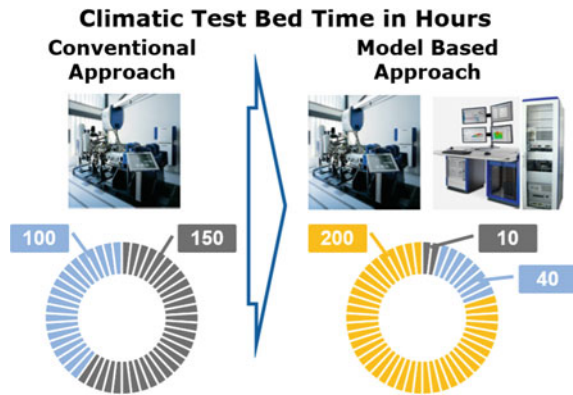 Climatic Test Bed Time in Hours
Conventional
Approach
Model Based
Approach
100
150
200
10
40